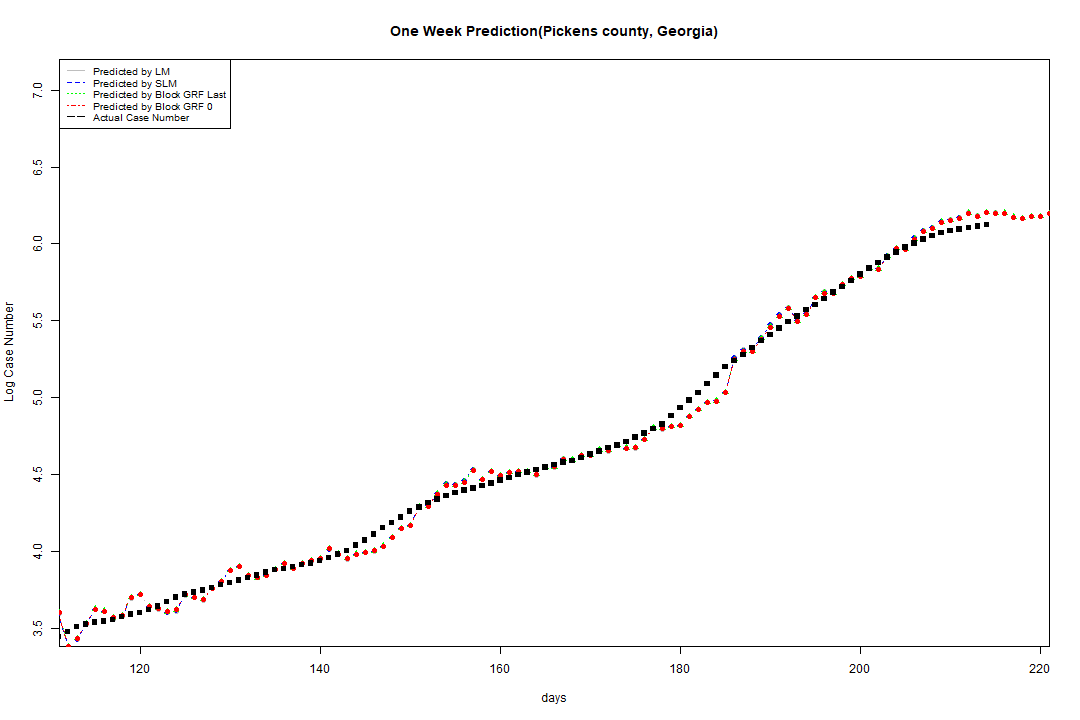 One Week Prediction(Pickens county, Georgia)
Predicted by LM
Predicted by SLM
Predicted by Block GRF Last
Predicted by Block GRF 0
Actual Case Number
7.0
6.5
6.0
5.5
5.0
4.5
4.0
3.5
Log Case Number
120 140 160 180 200 220
days